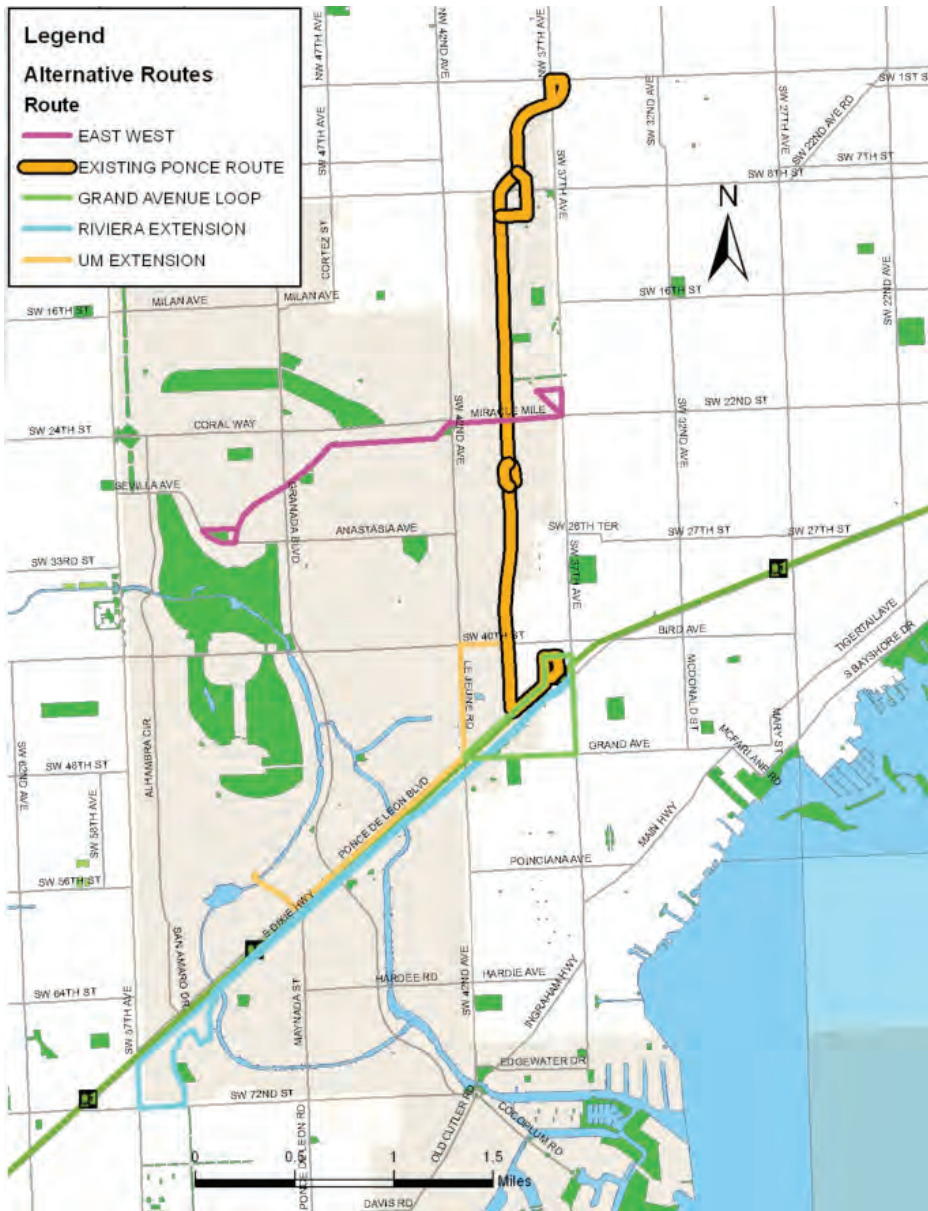 Legend
Alternative Routes
Route
EAST WEST
EXISTING PONCE ROUTE
GRAND AVENUE LOOP
RIVIERA EXTENSION
UM EXTENSION
NW 47TH AVE
NW 42ND AVE
NW 37TH AVE
SW 1ST S
SW 47TH AVE
SW 32ND AVE
SW 27TH AVE
SW 22ND AVE RD
SW 7TH ST
SW 8TH ST
SW 37TH AVE
N
CORTEZ ST
SW 22ND AVE
MILAN AVE
MILAN AVE
SW 16TH ST
SW 16TH ST
SW 42ND AVE
MIRACLE MILE
SW 22ND ST
SW 24TH ST
CORAL WAY
SW 32ND AVE
SEVILLA AVE
GRANADA BLVD
ANASTASIA AVE
SW 28TH TER
SW 27TH ST
SW 27TH ST
SW 33RD ST
SW 37TH AVE
SW 40TH ST
BIRD AVE
TIGERTAIL AVE
S BAYSHORE DR
ALHAMBRA CIR
LE JEUNE RD
MCDONALD ST
MARY ST
MCFARLANE RD
GRAND AVE
SW 62ND AVE
SW 48TH ST
SW 58TH AVE
PONCE DE LEON BLVD
MAIN HWY
POINCIANA AVE
SW 56TH ST
S DIXIE HWY
SAN AMARO DR
HARDEE RD
SW 42ND AVE
HARDIE AVE
INGRAHAM HWY
SW 64TH ST
SW 57TH AVE
MAYNADA ST
EDGEWATER DR
SW 72ND ST
OLD CUTLER RD
COCOPLUM RD
PONCE DE LEON RD
0 0.5 1 1.5
Miles
DAVIS RD